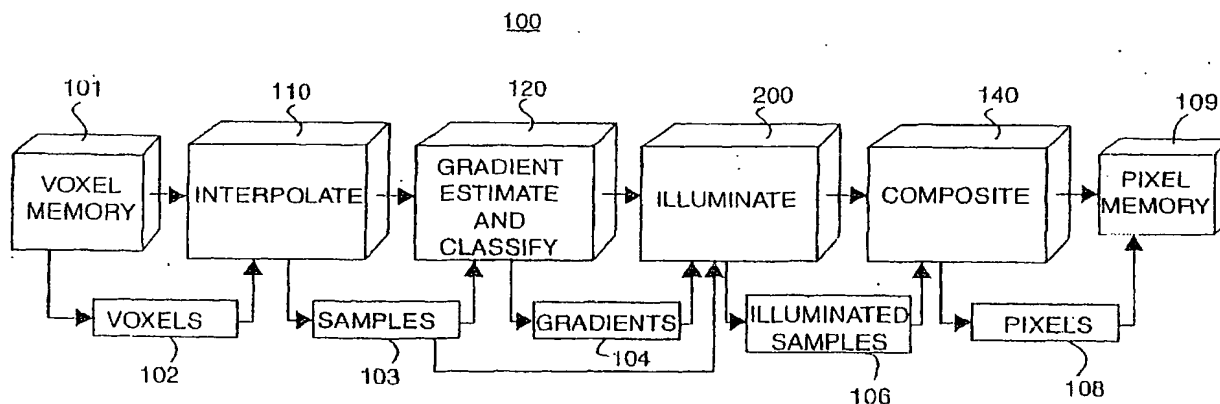 100
101
110
120
200
140
109
VOXEL
MEMORY
INTERPOLATE
GRADIENT
ESTIMATE
AND
CLASSIFY
ILLUMINATE
COMPOSITE
PIXEL
MEMORY
VOXELS
SAMPLES
GRADIENTS
ILLUMINATED
SAMPLES
PIXELS
102
103
104
106
108